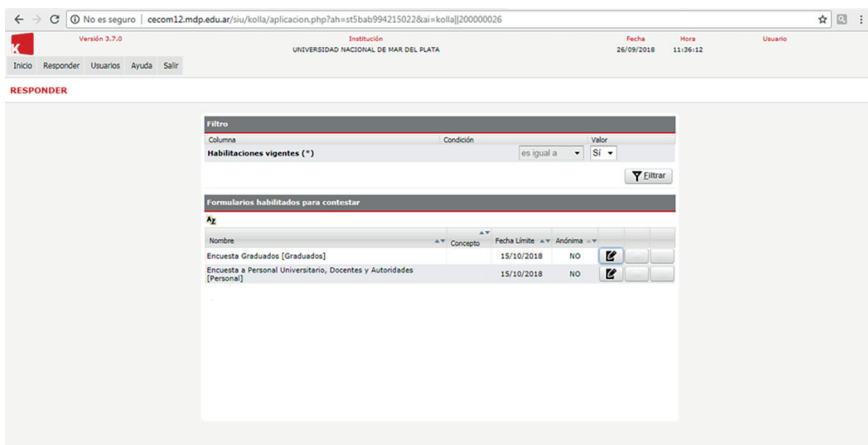 No es seguro | cecom12.mdp.edu.ar/siu/kolla/aplicacion.php?ah=st5bab994215022&ai=kolla||200000026
Versión 3.7.0 Institución Fecha Hora Usuario
K UNIVERSIDAD NACIONAL DE MAR DEL PLATA 26/09/2018 11:36:12
Inicio Responder Usuarios Ayuda Salir
RESPONDER
Filtro
Columna Condición Valor
Habilitaciones vigentes (*) es igual a Sí
Filtrar
Formularios habilitados para contestar
AZ
Nombre Concepto Fecha Límite Anónima
Encuesta Graduados [Graduados] 15/10/2018 NO
Encuesta a Personal Universitario, Docentes y Autoridades
[Personal] 15/10/2018 NO